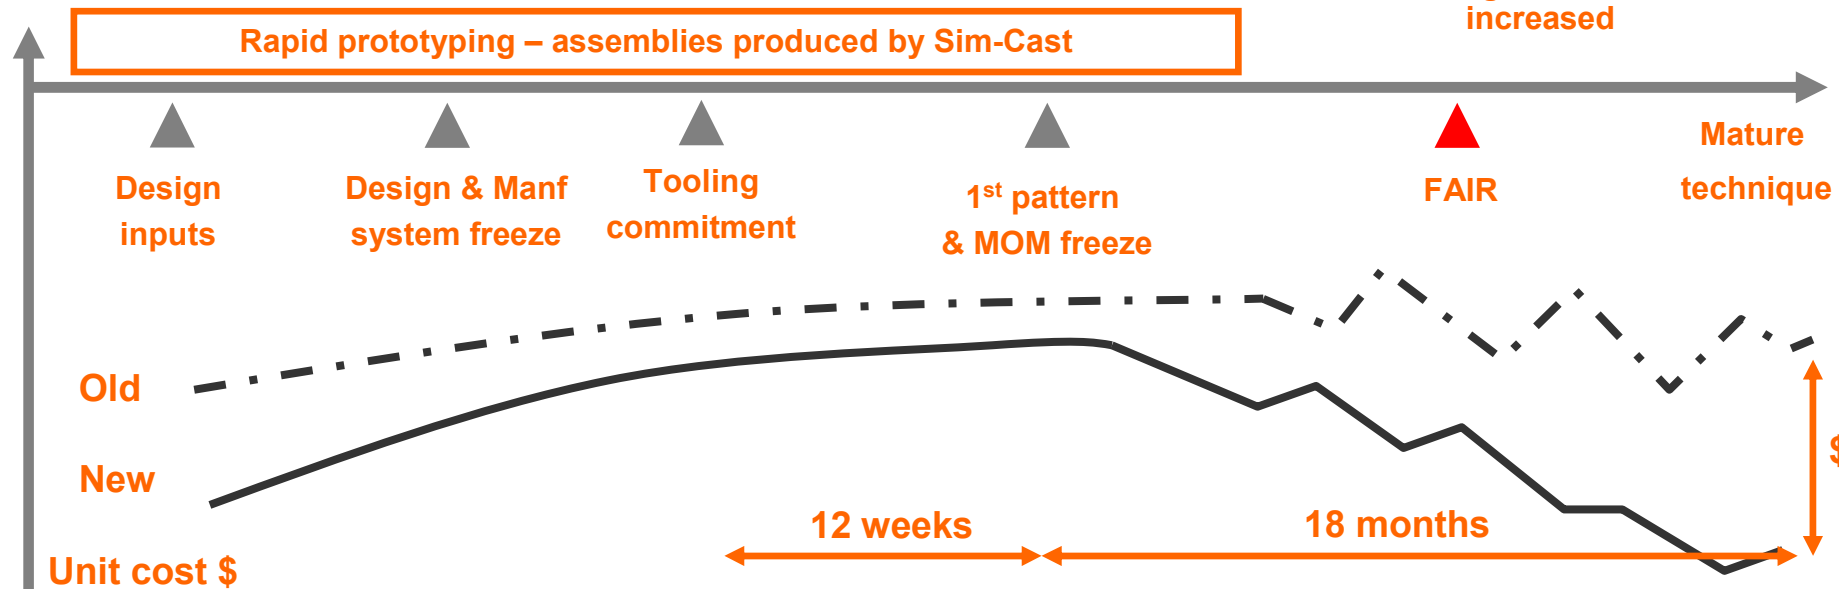 increased
Rapid prototyping – assemblies produced by Sim-Cast
Design
inputs
Design & Manf
system freeze
Tooling
commitment
1st pattern
& MOM freeze
FAIR
Mature
technique
Old
New
12 weeks
18 months
$
Unit cost $